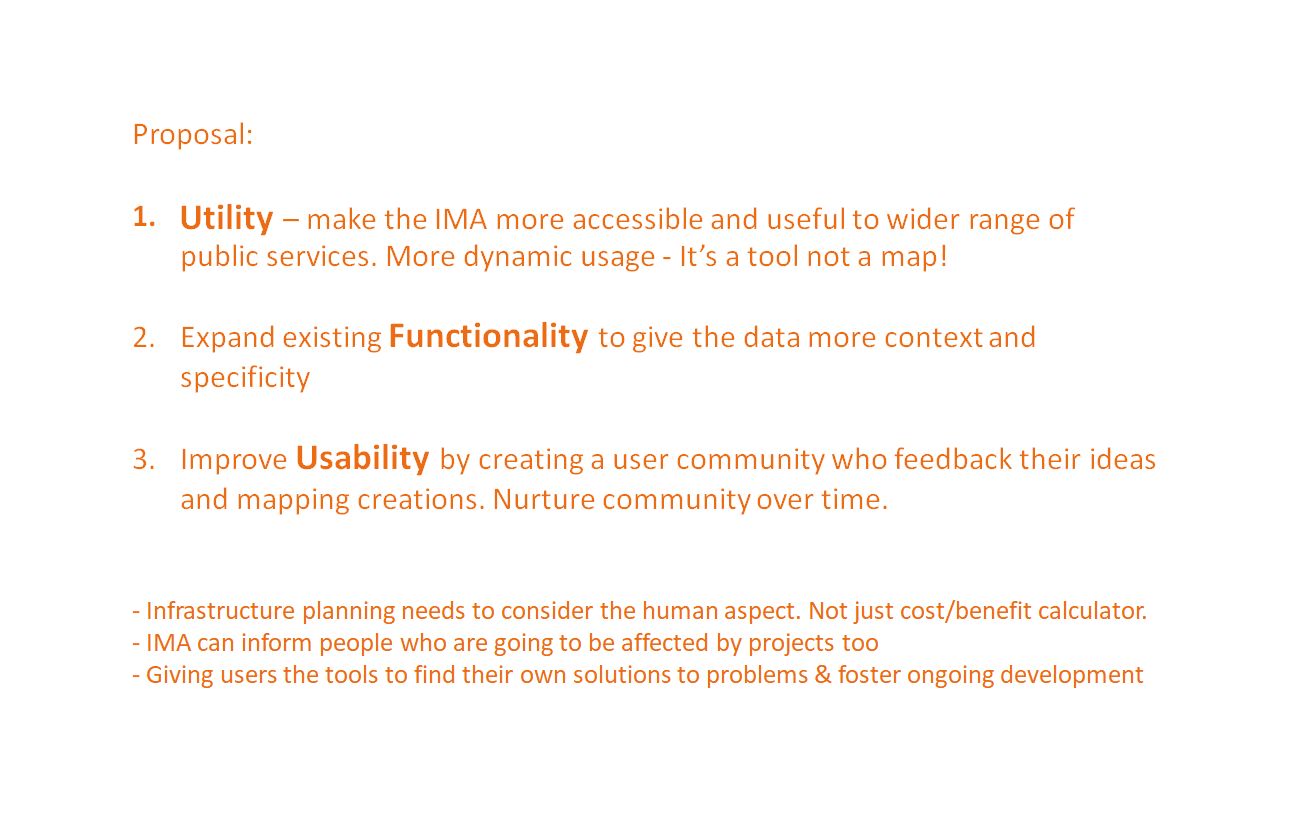 Proposal:
1. Utility – make the IMA more accessible and useful to wider range of
public services. More dynamic usage - It’s a tool not a map!
2. Expand existing Functionality to give the data more context and
specificity
3. Improve Usability by creating a user community who feedback their ideas
and mapping creations. Nurture community over time.
- Infrastructure planning needs to consider the human aspect. Not just cost/benefit calculator.
- IMA can inform people who are going to be affected by projects too
- Giving users the tools to find their own solutions to problems & foster ongoing development